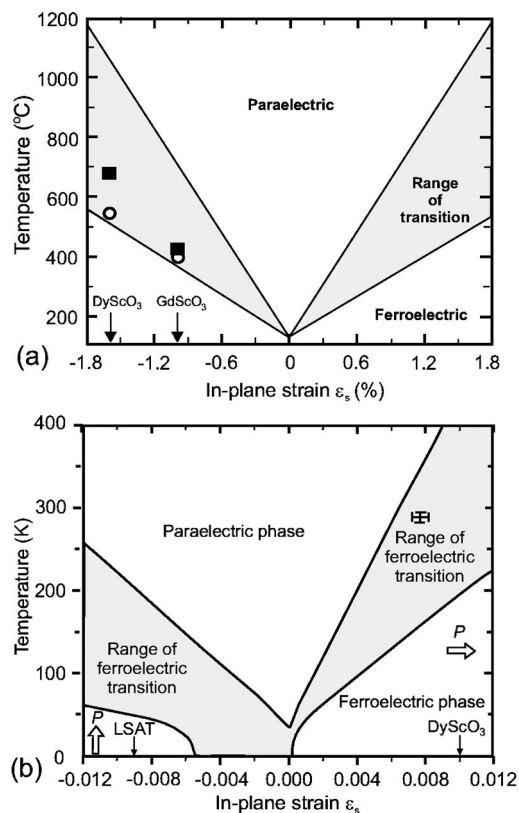 1200
1000
800
600
400
200
Temperature (ºC)
Paraelectric
Range
of
transition
Ferroelectric
DyScO₃
GdScO₃
(a)
-1.8
-1.2
-0.6
0
0.6
1.2
1.8
In-plane strain εₛ (%)
400
300
200
100
0
Temperature (K)
Paraelectric phase
Range of
ferroelectric
transition
Range of
ferroelectric
transition
P
Ferroelectric phase
P
LSAT
DyScO₃
(b)
-0.012
-0.008
-0.004
0.000
0.004
0.008
0.012
In-plane strain εₛ